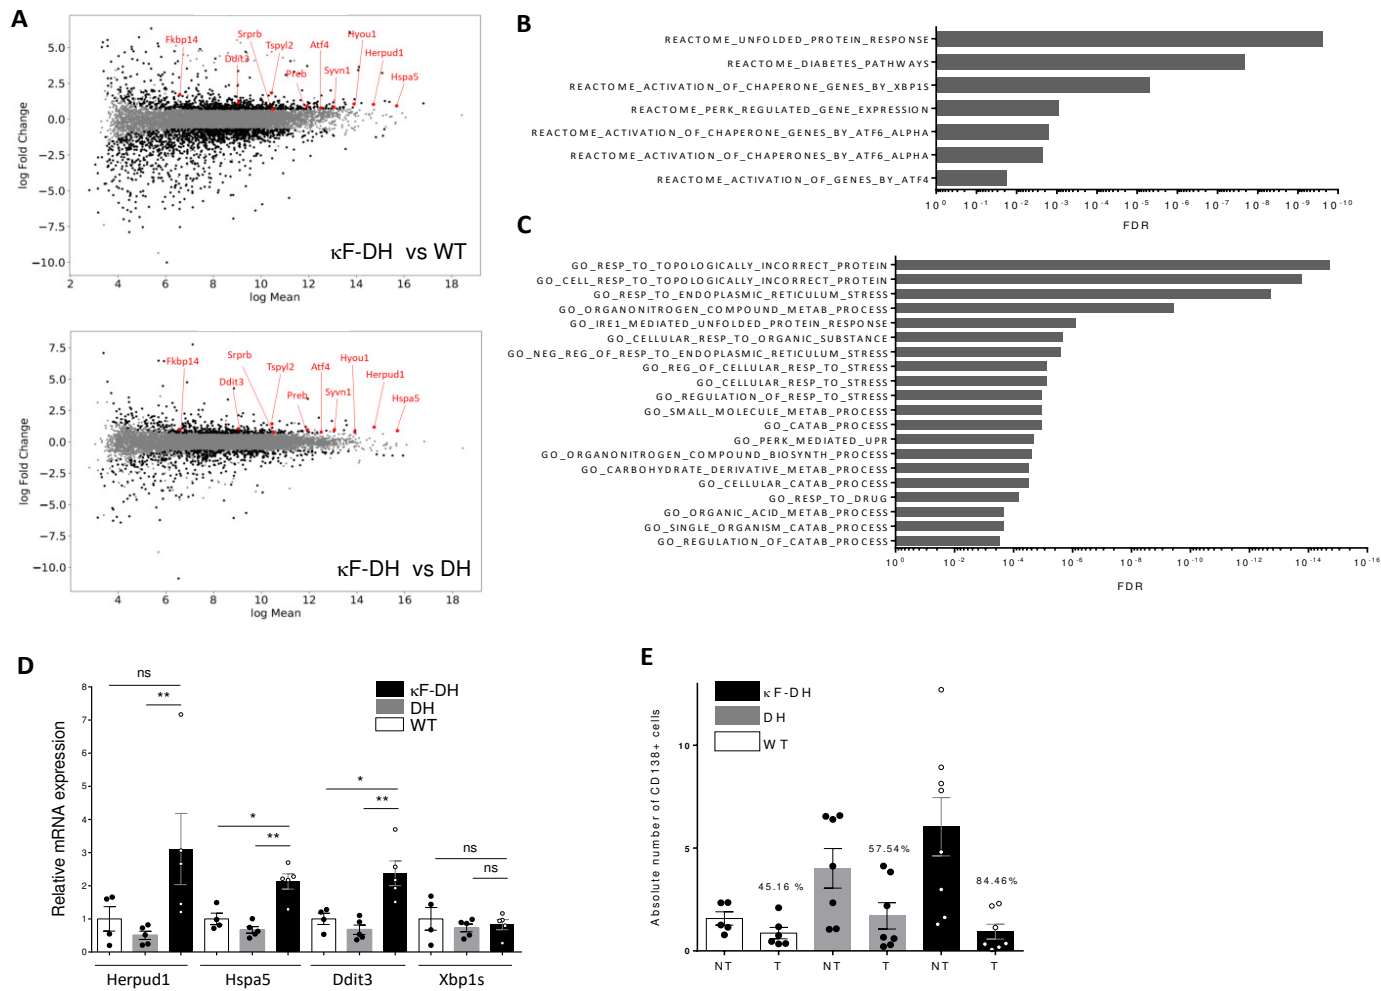 A
5.0
2.5
0.0
−2.5
−5.0
−7.5
−10.0
log Fold Change
Fkbp14
Srprb
Ddit3
Tspyl2
Preb
Atf4
Syvn1
Hyou1
Herpud1
Hspa5
κF-DH vs WT
2 4 6 8 10 12 14 16 18
log Mean
7.5
5.0
2.5
0.0
−2.5
−5.0
−7.5
−10.0
log Fold Change
Fkbp14
Srprb
Ddit3
Tspyl2
Preb
Atf4
Syvn1
Hyou1
Herpud1
Hspa5
κF-DH vs DH
4 6 8 10 12 14 16 18
log Mean
B
REACTOME_UNFOLDED_PROTEIN_RESPONSE
REACTOME_DIABETES_PATHWAYS
REACTOME_ACTIVATION_OF_CHAPERONE_GENES_BY_XBP1S
REACTOME_PERK_REGULATED_GENE_EXPRESSION
REACTOME_ACTIVATION_OF_CHAPERONE_GENES_BY_ATF6_ALPHA
REACTOME_ACTIVATION_OF_CHAPERONES_BY_ATF6_ALPHA
REACTOME_ACTIVATION_OF_GENES_BY_ATF4
10^0 10^-1 10^-2 10^-3 10^-4 10^-5 10^-6 10^-7 10^-8 10^-9 10^-10
FDR
C
GO_RESP_TO_TOPOLOGICALLY_INCORRECT_PROTEIN
GO_CELL_RESP_TO_TOPOLOGICALLY_INCORRECT_PROTEIN
GO_RESP_TO_ENDOPLASMIC_RETICULUM_STRESS
GO_ORGANONITROGEN_COMPOUND_METAB_PROCESS
GO_IRE1_MEDIATED_UNFOLDED_PROTEIN_RESPONSE
GO_CELLULAR_RESP_TO_ORGANIC_SUBSTANCE
GO_NEG_REG_OF_RESP_TO_ENDOPLASMIC_RETICULUM_STRESS
GO_REG_OF_CELLULAR_RESP_TO_STRESS
GO_CELLULAR_RESP_TO_STRESS
GO_REGULATION_OF_RESP_TO_STRESS
GO_SMALL_MOLECULE_METAB_PROCESS
GO_CATAB_PROCESS
GO_PERK_MEDIATED_UPR
GO_ORGANONITROGEN_COMPOUND_BIOSYNTH_PROCESS
GO_CARBOHYDRATE_DERIVATIVE_METAB_PROCESS
GO_CELLULAR_CATAB_PROCESS
GO_RESP_TO_DRUG
GO_ORGANIC_ACID_METAB_PROCESS
GO_SINGLE_ORGANISM_CATAB_PROCESS
GO_REGULATION_OF_CATAB_PROCESS
10^0 10^-2 10^-4 10^-6 10^-8 10^-10 10^-12 10^-14 10^-16
FDR
D
Relative mRNA expression
8
7
6
5
4
3
2
1
0
ns
**
*
**
*
**
ns
ns
κF-DH
DH
WT
Herpud1 Hspa5 Ddit3 Xbp1s
E
Absolute number of CD138+ cells
10
5
0
κF-DH
DH
WT
45.16 %
57.54%
84.46%
NT T NT T NT T